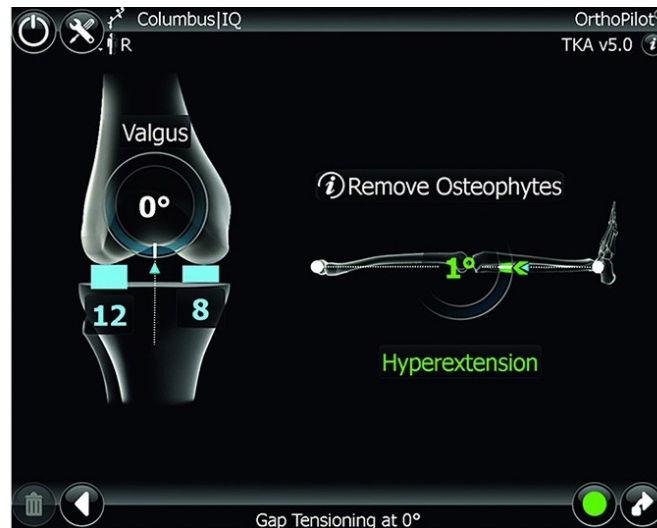 Columbus|IQ
OrthoPilot
R
TKA v5.0
Valgus
0°
Remove Osteophytes
1°
12
8
Hyperextension
Gap Tensioning at 0°